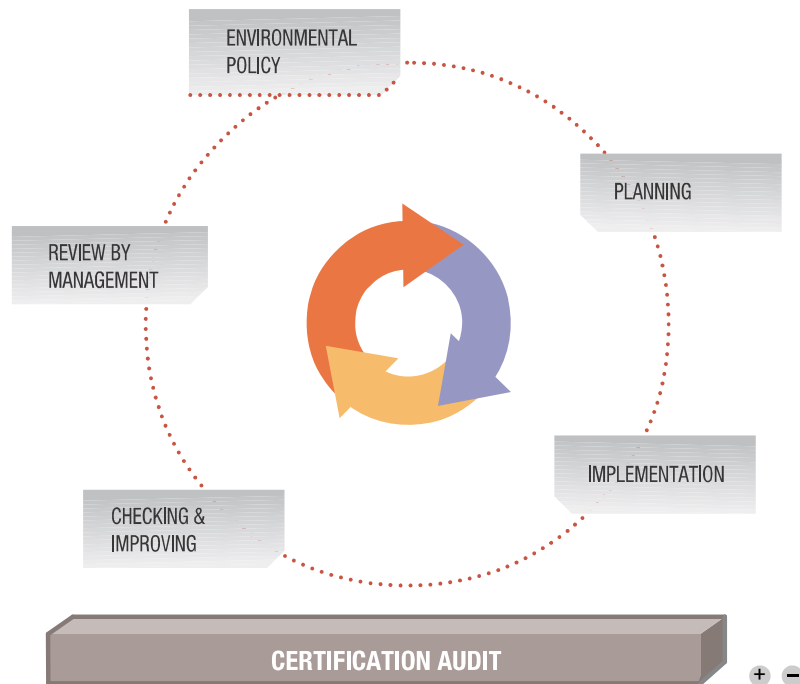 ENVIRONMENTAL
POLICY
PLANNING
REVIEW BY
MANAGEMENT
IMPLEMENTATION
CHECKING &
IMPROVING
CERTIFICATION AUDIT
+ −